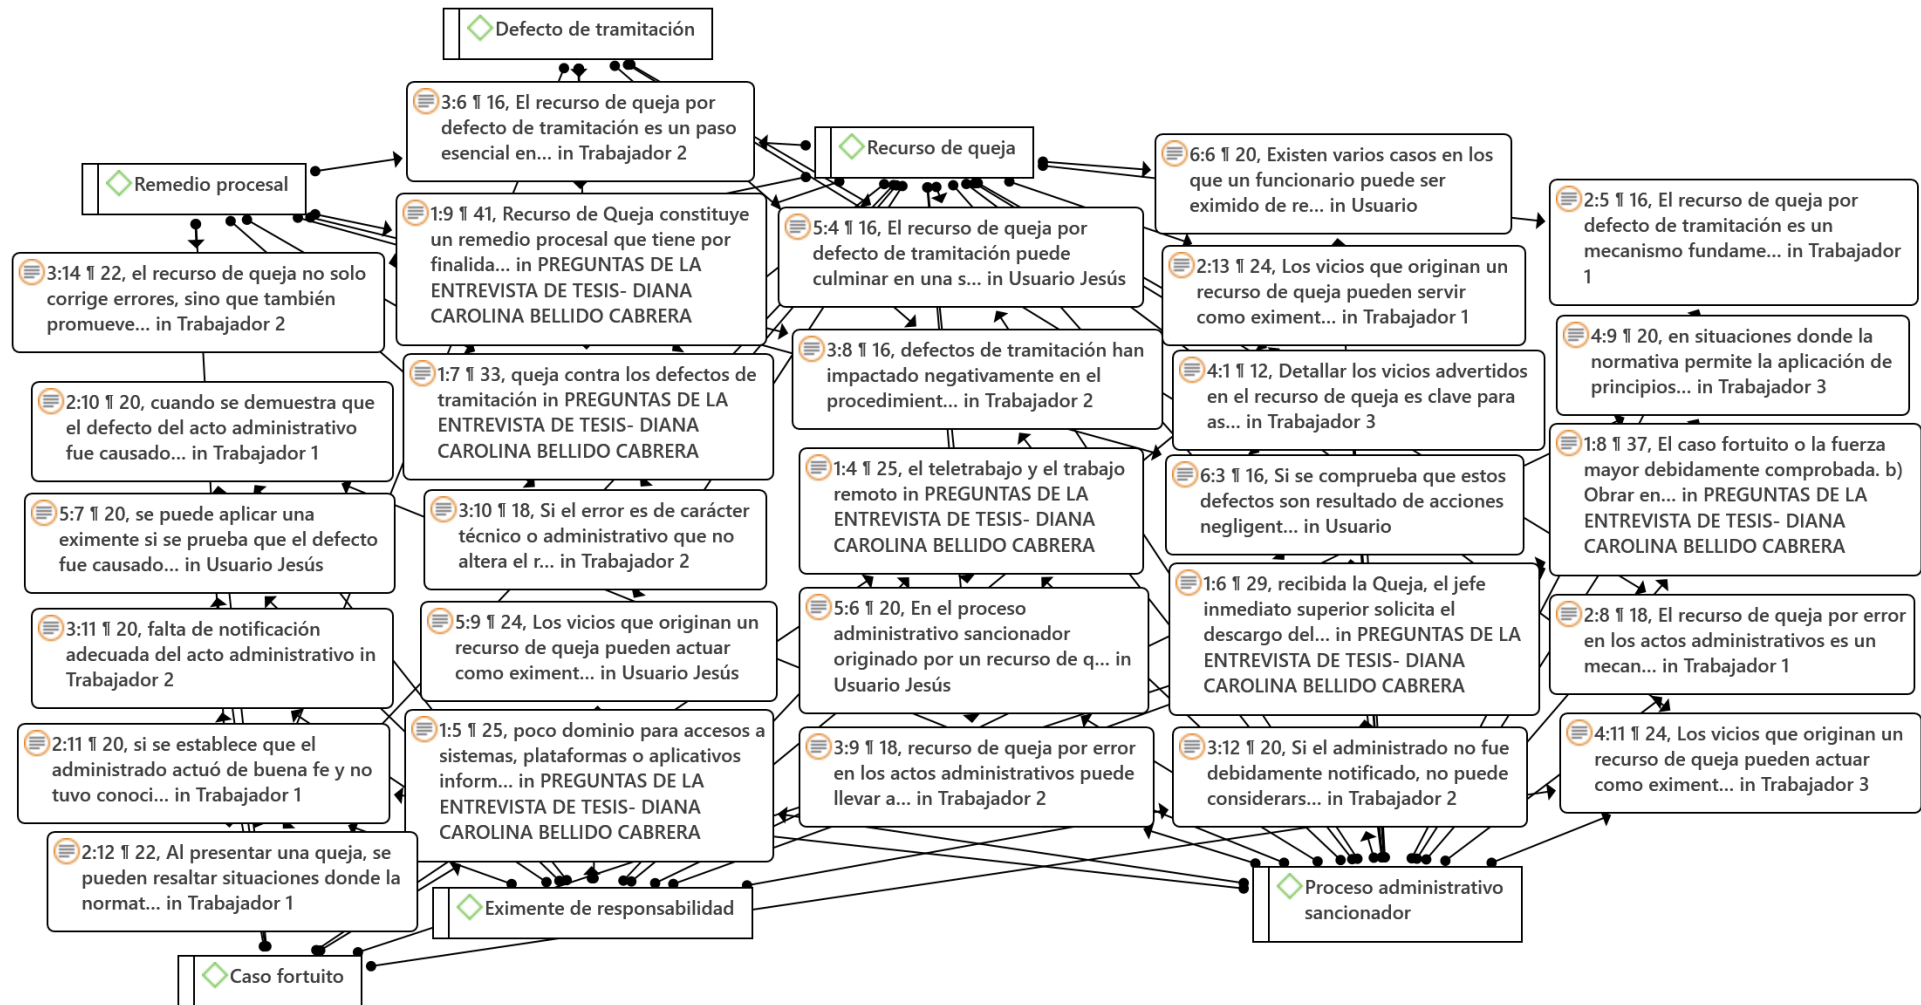 Defecto de tramitación
3:6 ¶ 16, El recurso de queja por
defecto de tramitación es un paso
esencial en... in Trabajador 2
Recurso de queja
Remedio procesal
6:6 ¶ 20, Existen varios casos en los
que un funcionario puede ser
eximido de re... in Usuario
2:5 ¶ 16, El recurso de queja por
defecto de tramitación es un
mecanismo fundame... in Trabajador
1
1:9 ¶ 41, Recurso de Queja constituye
un remedio procesal que tiene por
finalida... in PREGUNTAS DE LA
ENTREVISTA DE TESIS- DIANA
CAROLINA BELLIDO CABRERA
5:4 ¶ 16, El recurso de queja por
defecto de tramitación puede
culminar en una s... in Usuario Jesús
3:14 ¶ 22, el recurso de queja no solo
corrige errores, sino que también
promueve... in Trabajador 2
2:13 ¶ 24, Los vicios que originan un
recurso de queja pueden servir
como eximent... in Trabajador 1
4:9 ¶ 20, en situaciones donde la
normativa permite la aplicación de
principios... in Trabajador 3
3:8 ¶ 16, defectos de tramitación han
impactado negativamente en el
procedimient... in Trabajador 2
1:7 ¶ 33, queja contra los defectos de
tramitación in PREGUNTAS DE LA
ENTREVISTA DE TESIS- DIANA
CAROLINA BELLIDO CABRERA
4:1 ¶ 12, Detallar los vicios advertidos
en el recurso de queja es clave para
as... in Trabajador 3
2:10 ¶ 20, cuando se demuestra que
el defecto del acto administrativo
fue causado... in Trabajador 1
1:8 ¶ 37, El caso fortuito o la fuerza
mayor debidamente comprobada. b)
Obrar en... in PREGUNTAS DE LA
ENTREVISTA DE TESIS- DIANA
CAROLINA BELLIDO CABRERA
1:4 ¶ 25, el teletrabajo y el trabajo
remoto in PREGUNTAS DE LA
ENTREVISTA DE TESIS- DIANA
CAROLINA BELLIDO CABRERA
6:3 ¶ 16, Si se comprueba que estos
defectos son resultado de acciones
negligent... in Usuario
5:7 ¶ 20, se puede aplicar una
eximente si se prueba que el defecto
fue causado... in Usuario Jesús
3:10 ¶ 18, Si el error es de carácter
técnico o administrativo que no
altera el r... in Trabajador 2
1:6 ¶ 29, recibida la Queja, el jefe
inmediato superior solicita el
descargo del... in PREGUNTAS DE LA
ENTREVISTA DE TESIS- DIANA
CAROLINA BELLIDO CABRERA
5:6 ¶ 20, En el proceso
administrativo sancionador
originado por un recurso de q... in
Usuario Jesús
2:8 ¶ 18, El recurso de queja por error
en los actos administrativos es un
mecan... in Trabajador 1
3:11 ¶ 20, falta de notificación
adecuada del acto administrativo in
Trabajador 2
5:9 ¶ 24, Los vicios que originan un
recurso de queja pueden actuar
como eximent... in Usuario Jesús
1:5 ¶ 25, poco dominio para accesos a
sistemas, plataformas o aplicativos
inform... in PREGUNTAS DE LA
ENTREVISTA DE TESIS- DIANA
CAROLINA BELLIDO CABRERA
4:11 ¶ 24, Los vicios que originan un
recurso de queja pueden actuar
como eximent... in Trabajador 3
2:11 ¶ 20, si se establece que el
administrado actuó de buena fe y no
tuvo conoci... in Trabajador 1
3:9 ¶ 18, recurso de queja por error
en los actos administrativos puede
llevar a... in Trabajador 2
3:12 ¶ 20, Si el administrado no fue
debidamente notificado, no puede
considerars... in Trabajador 2
2:12 ¶ 22, Al presentar una queja, se
pueden resaltar situaciones donde la
normat... in Trabajador 1
Eximente de responsabilidad
Proceso administrativo
sancionador
Caso fortuito